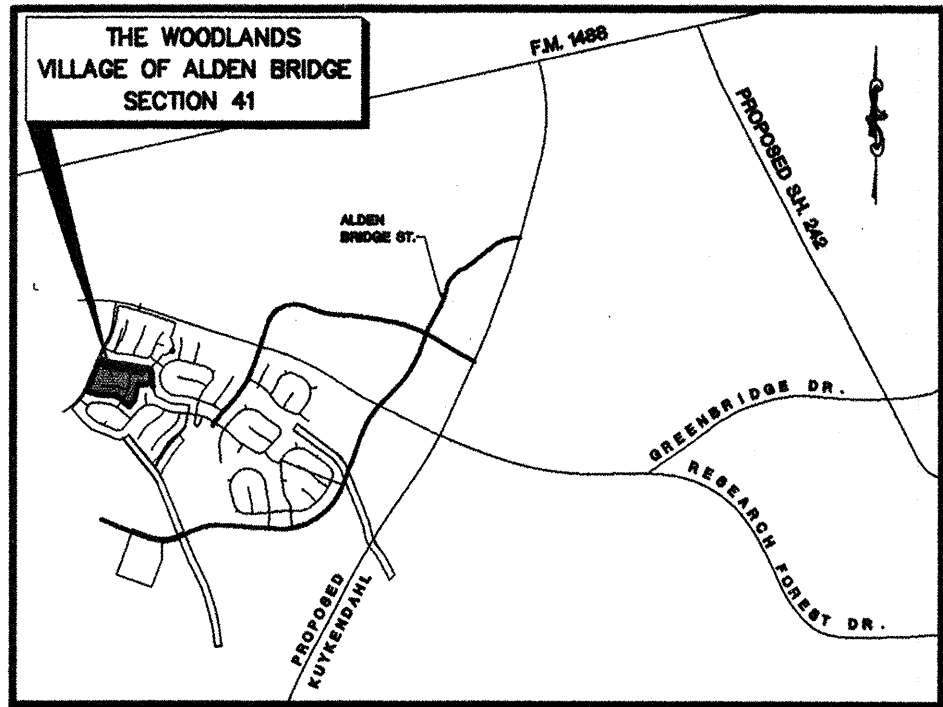 THE WOODLANDS
VILLAGE OF ALDEN BRIDGE
SECTION 41
F.M. 1488
PROPOSED S.H. 242
ALDEN
BRIDGE ST.
GREENBRIDGE DR.
RESEARCH FOREST DR.
PROPOSED
KUYKENDAHL